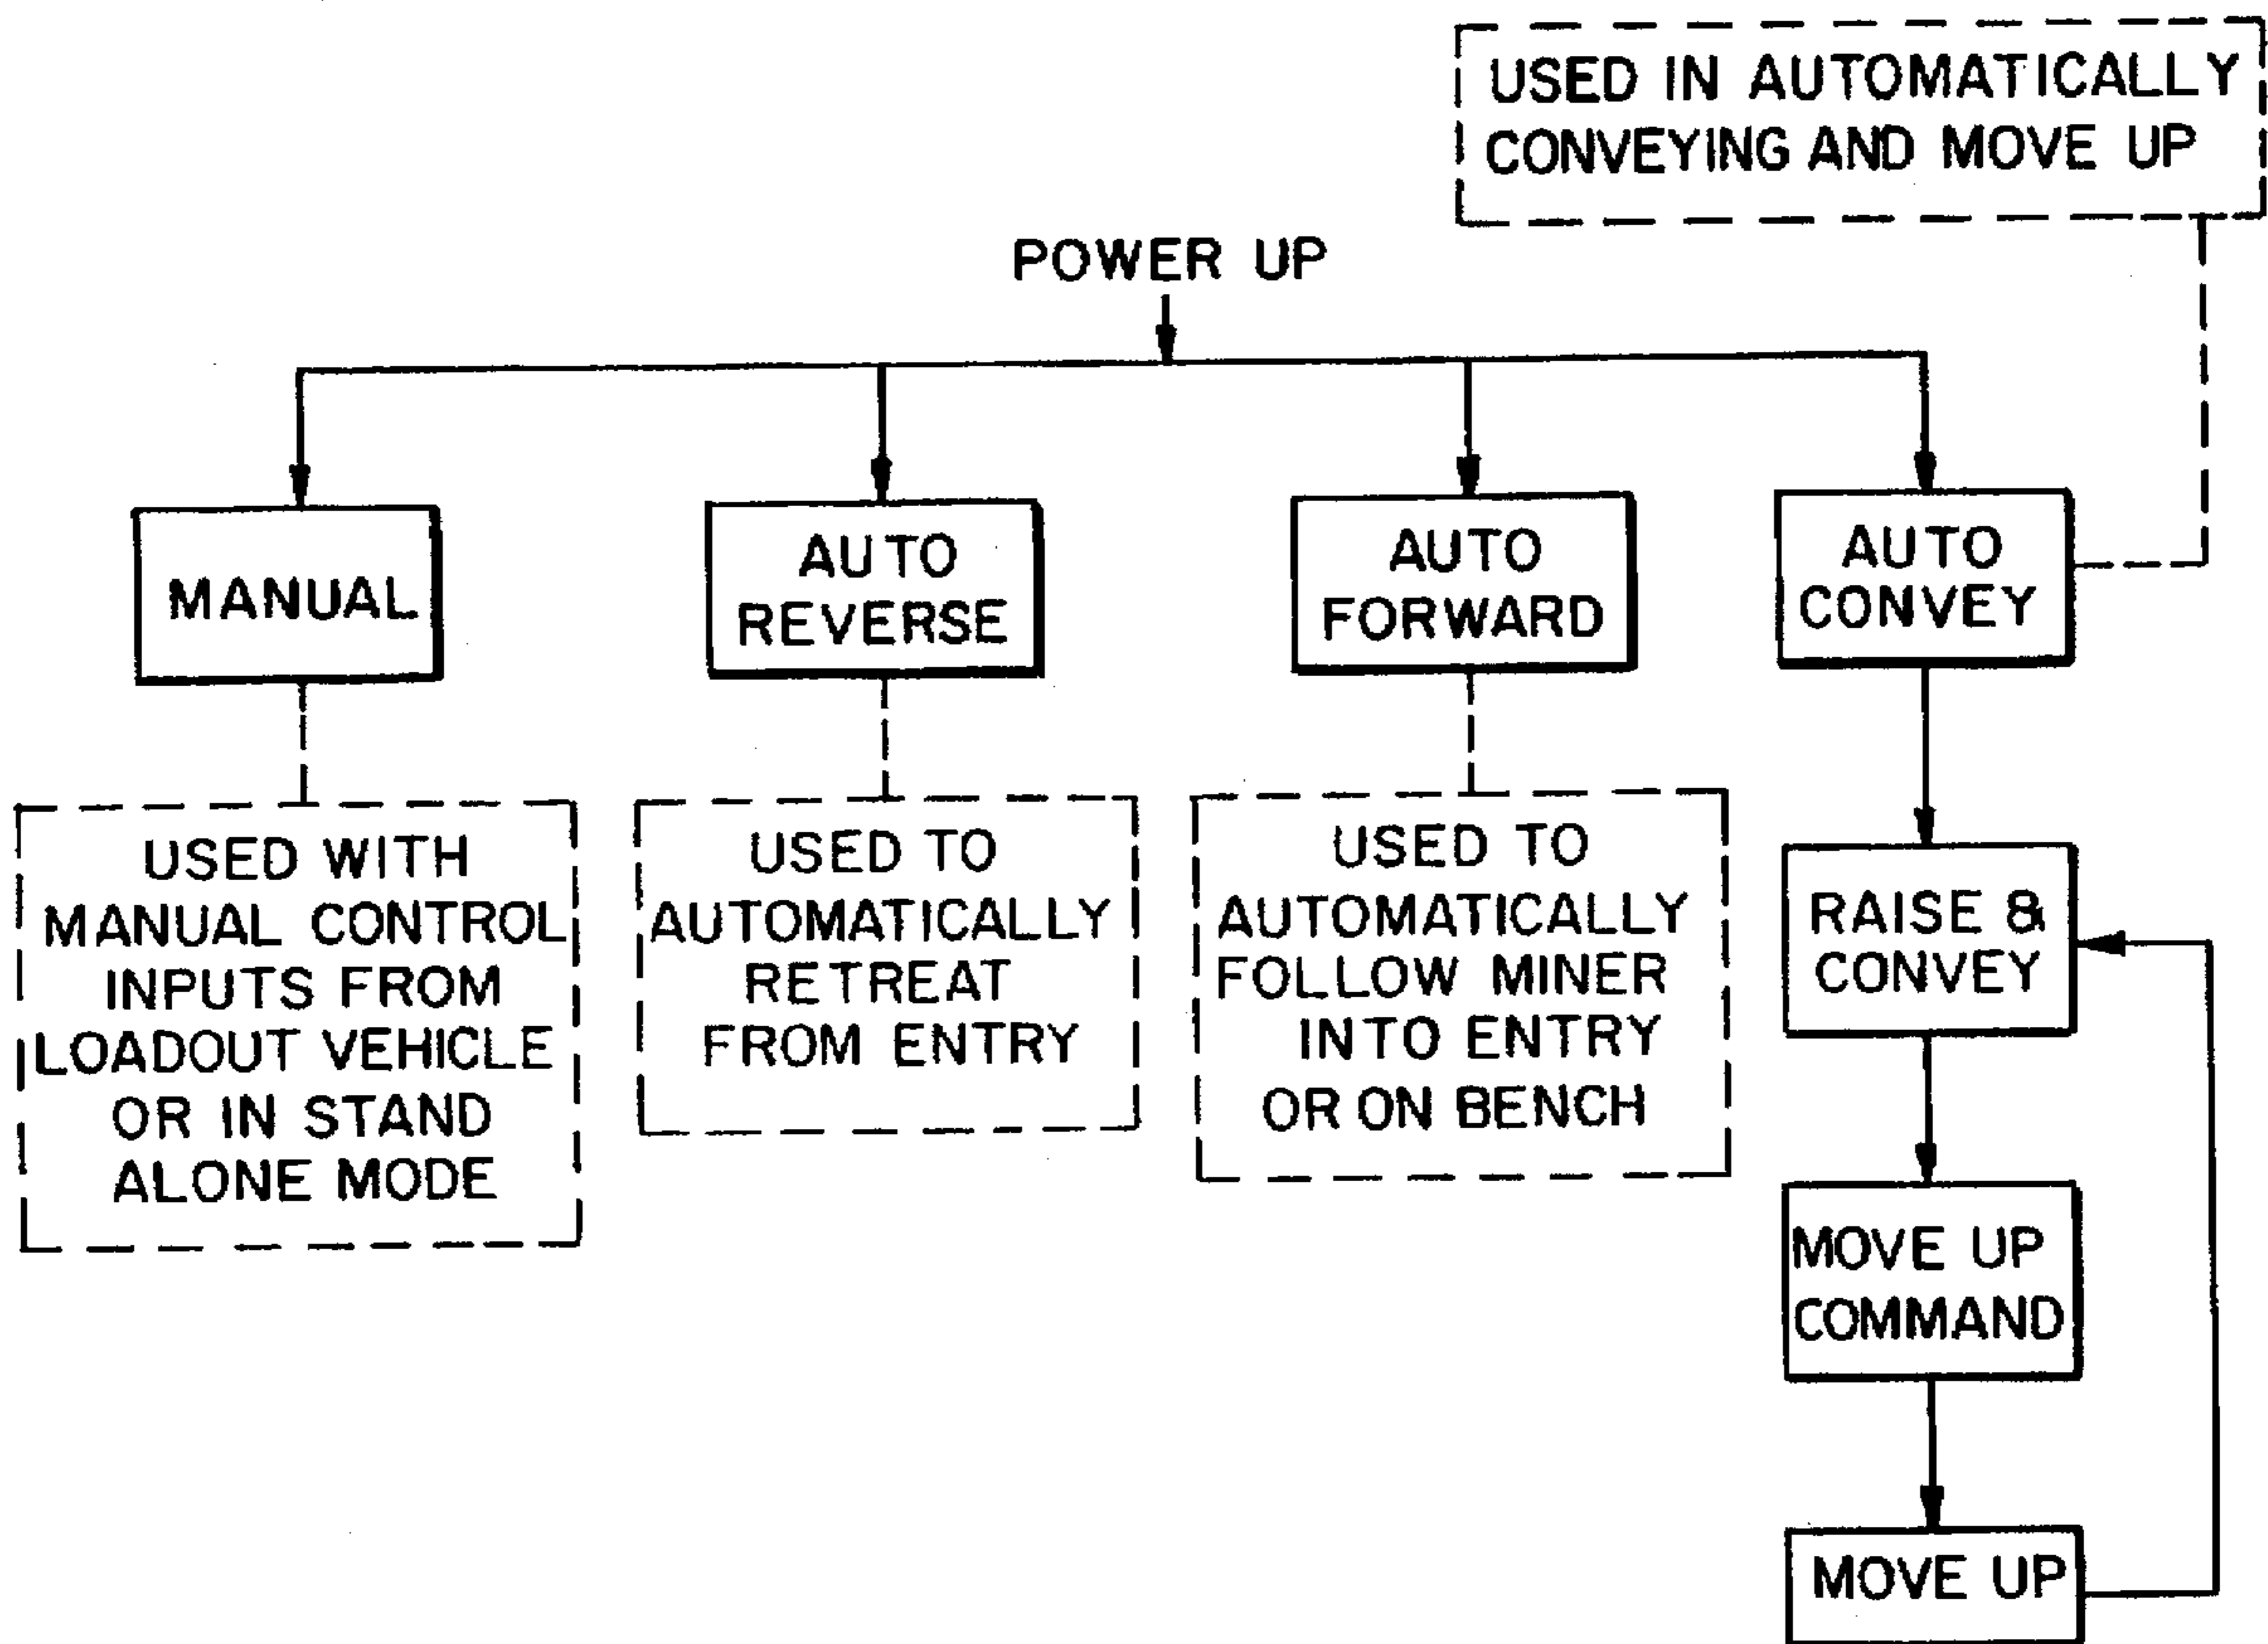 USED IN AUTOMATICALLY
CONVEYING AND MOVE UP
POWER UP
MANUAL
AUTO
REVERSE
AUTO
FORWARD
AUTO
CONVEY
USED WITH
MANUAL CONTROL
INPUTS FROM
LOADOUT VEHICLE
OR IN STAND
ALONE MODE
USED TO
AUTOMATICALLY
RETREAT
FROM ENTRY
USED TO
AUTOMATICALLY
FOLLOW MINER
INTO ENTRY
OR ON BENCH
RAISE &
CONVEY
MOVE UP
COMMAND
MOVE UP